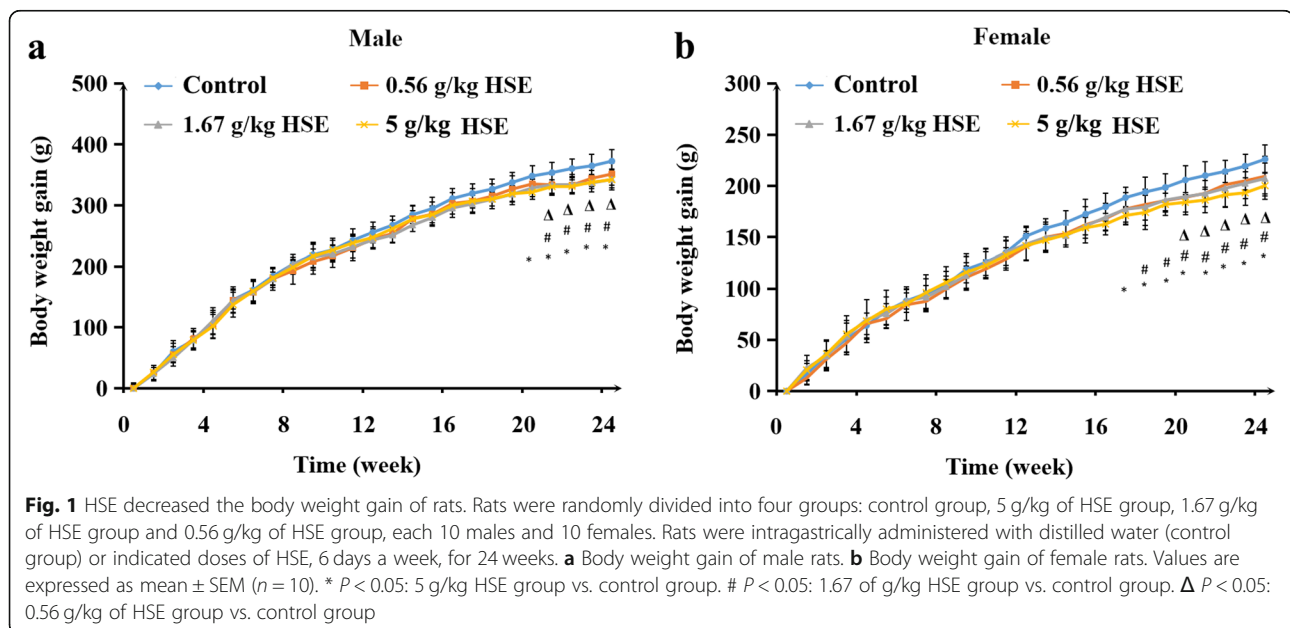 a
Male
500
400
300
200
100
0
Body weight gain (g)
Control
0.56 g/kg HSE
1.67 g/kg HSE
5 g/kg HSE
Δ Δ Δ Δ
# # # #
* * * * *
0 4 8 12 16 20 24
Time (week)
b
Female
300
250
200
150
100
50
0
Body weight gain (g)
Control
0.56 g/kg HSE
1.67 g/kg HSE
5 g/kg HSE
Δ Δ Δ Δ Δ
# # # # # # #
* * * * * * * *
0 4 8 12 16 20 24
Time (week)
Fig. 1 HSE decreased the body weight gain of rats. Rats were randomly divided into four groups: control group, 5 g/kg of HSE group, 1.67 g/kg
of HSE group and 0.56 g/kg of HSE group, each 10 males and 10 females. Rats were intragastrically administered with distilled water (control
group) or indicated doses of HSE, 6 days a week, for 24 weeks. a Body weight gain of male rats. b Body weight gain of female rats. Values are
expressed as mean ± SEM (n = 10). * P < 0.05: 5 g/kg HSE group vs. control group. # P < 0.05: 1.67 of g/kg HSE group vs. control group. Δ P < 0.05:
0.56 g/kg of HSE group vs. control group